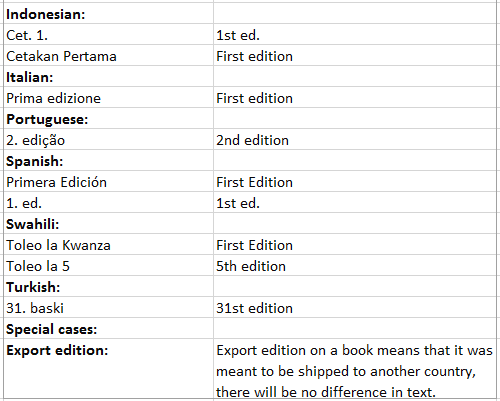 Indonesian:
Cet. 1. 1st ed.
Cetakan Pertama First edition
Italian:
Prima edizione First edition
Portuguese:
2. edição 2nd edition
Spanish:
Primera Edición First Edition
1. ed. 1st ed.
Swahili:
Toleo la Kwanza First Edition
Toleo la 5 5th edition
Turkish:
31. baski 31st edition
Special cases:
Export edition: Export edition on a book means that it was
meant to be shipped to another country,
there will be no difference in text.